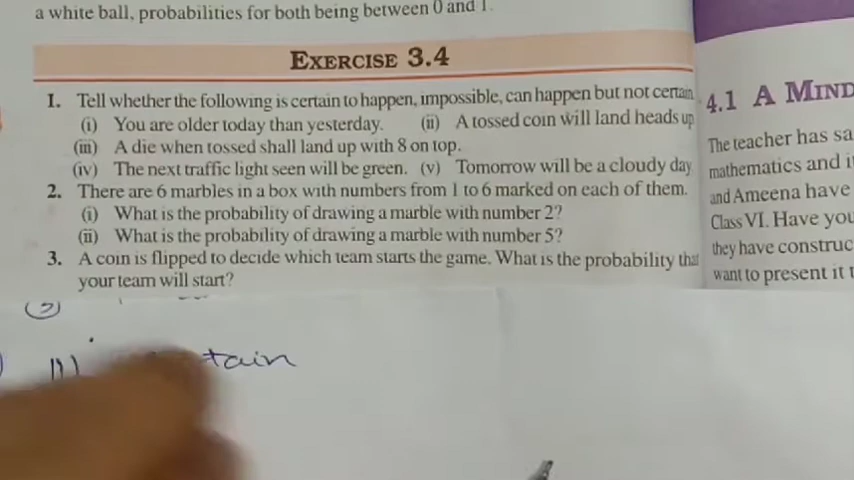 a white ball, probabilities for both being between 0 and 1.
EXERCISE 3.4
1. Tell whether the following is certain to happen, impossible, can happen but not certain
(i) You are older today than yesterday. (ii) A tossed coin will land heads up
(iii) A die when tossed shall land up with 8 on top.
(iv) The next traffic light seen will be green. (v) Tomorrow will be a cloudy day
2. There are 6 marbles in a box with numbers from 1 to 6 marked on each of them.
(i) What is the probability of drawing a marble with number 2?
(ii) What is the probability of drawing a marble with number 5?
3. A coin is flipped to decide which team starts the game. What is the probability that
your team will start?
4.1 A MIND
The teacher has sa
mathematics and i
and Ameena have
Class VI. Have you
they have construc
want to present it t
tain